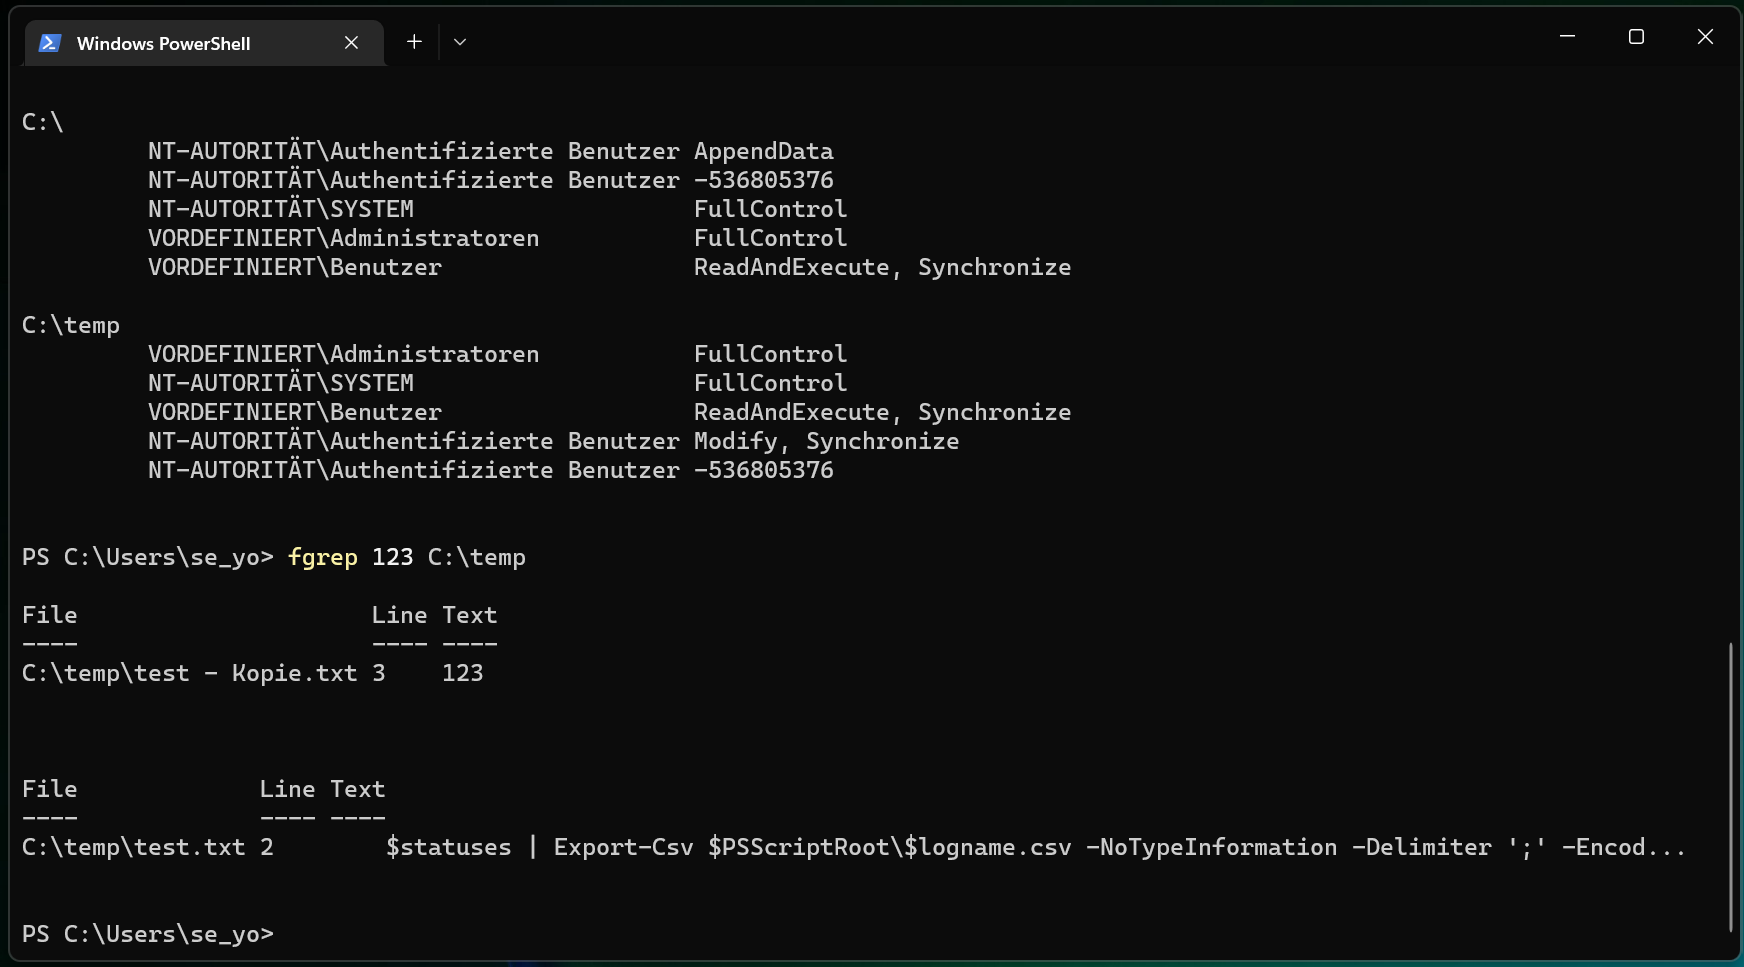 Windows PowerShell
C:\
NT-AUTORITÄT\Authentifizierte Benutzer AppendData
NT-AUTORITÄT\Authentifizierte Benutzer -536805376
NT-AUTORITÄT\SYSTEM FullControl
VORDEFINIERT\Administratoren FullControl
VORDEFINIERT\Benutzer ReadAndExecute, Synchronize
C:\temp
VORDEFINIERT\Administratoren FullControl
NT-AUTORITÄT\SYSTEM FullControl
VORDEFINIERT\Benutzer ReadAndExecute, Synchronize
NT-AUTORITÄT\Authentifizierte Benutzer Modify, Synchronize
NT-AUTORITÄT\Authentifizierte Benutzer -536805376
PS C:\Users\se_yo> fgrep 123 C:\temp
File Line Text
---- ---- ----
C:\temp\test - Kopie.txt 3 123
File Line Text
---- ---- ----
C:\temp\test.txt 2 $statuses | Export-Csv $PSScriptRoot\$logname.csv -NoTypeInformation -Delimiter ';' -Encod...
PS C:\Users\se_yo>